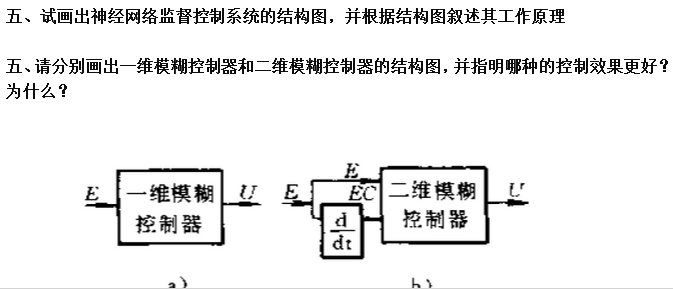 五、试画出神经网络监督控制系统的结构图，并根据结构图叙述其工作原理
五、请分别画出一维模糊控制器和二维模糊控制器的结构图，并指明哪种的控制效果更好？
为什么？
E 一维模糊 U
控制器
E E EC 二维模糊 U
控制器
d
dt
a)
b)